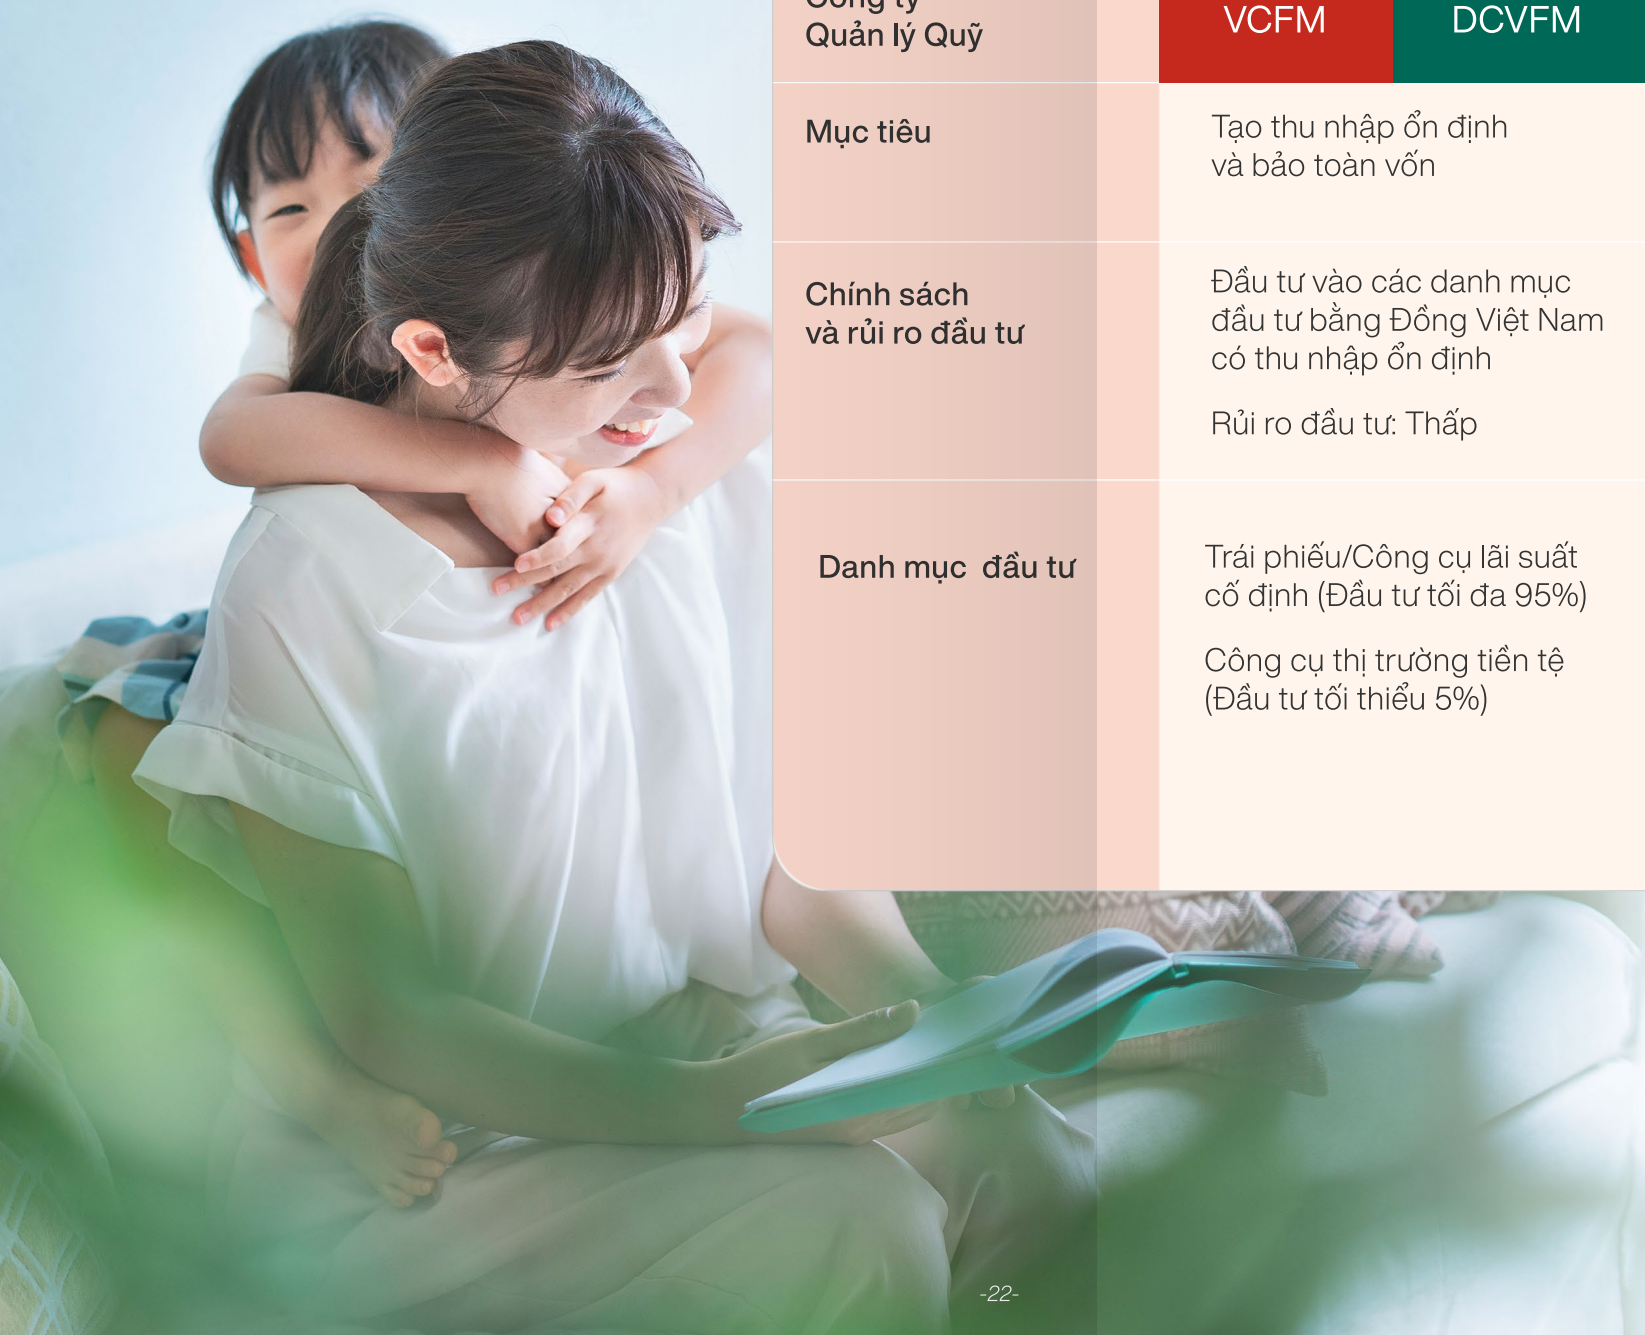 Công ty
Quản lý Quỹ
VCFM
DCVFM
Mục tiêu
Tạo thu nhập ổn định
và bảo toàn vốn
Chính sách
và rủi ro đầu tư
Đầu tư vào các danh mục
đầu tư bằng Đồng Việt Nam
có thu nhập ổn định
Rủi ro đầu tư: Thấp
Danh mục đầu tư
Trái phiếu/Công cụ lãi suất
cố định (Đầu tư tối đa 95%)
Công cụ thị trường tiền tệ
(Đầu tư tối thiểu 5%)
-22-